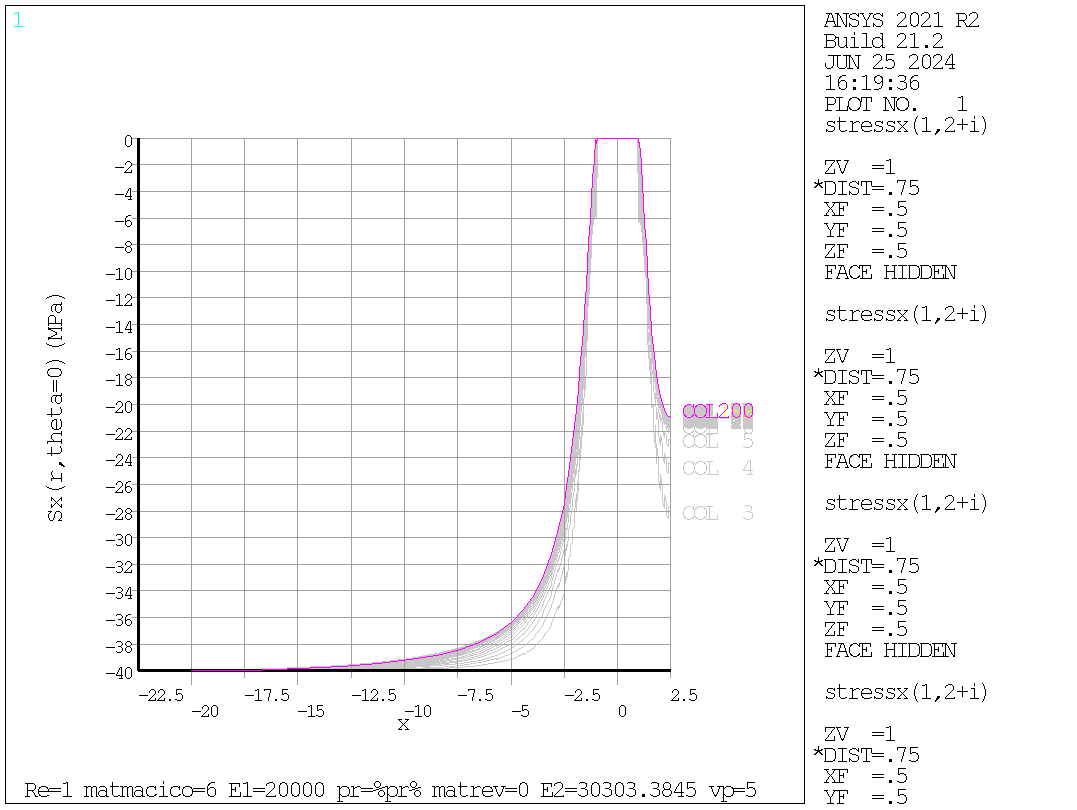 1
ANSYS 2021 R2
Build 21.2
JUN 25 2024
16:19:36
PLOT NO. 1
stressx(1,2+i)
ZV =1
*DIST=.75
XF =.5
YF =.5
ZF =.5
FACE HIDDEN
stressx(1,2+i)
ZV =1
*DIST=.75
XF =.5
YF =.5
ZF =.5
FACE HIDDEN
stressx(1,2+i)
ZV =1
*DIST=.75
XF =.5
YF =.5
ZF =.5
FACE HIDDEN
stressx(1,2+i)
ZV =1
*DIST=.75
XF =.5
YF =.5
Sx(r,theta=0)(MPa)
0
-2
-4
-6
-8
-10
-12
-14
-16
-18
-20
-22
-24
-26
-28
-30
-32
-34
-36
-38
-40
COL 5
COL 4
COL 3
-22.5 -17.5 -12.5 -7.5 -2.5 2.5
-20 -15 -10 -5 0
X
Re=1 matmacico=6 E1=20000 pr=%pr% matrev=0 E2=30303.3845 vp=5